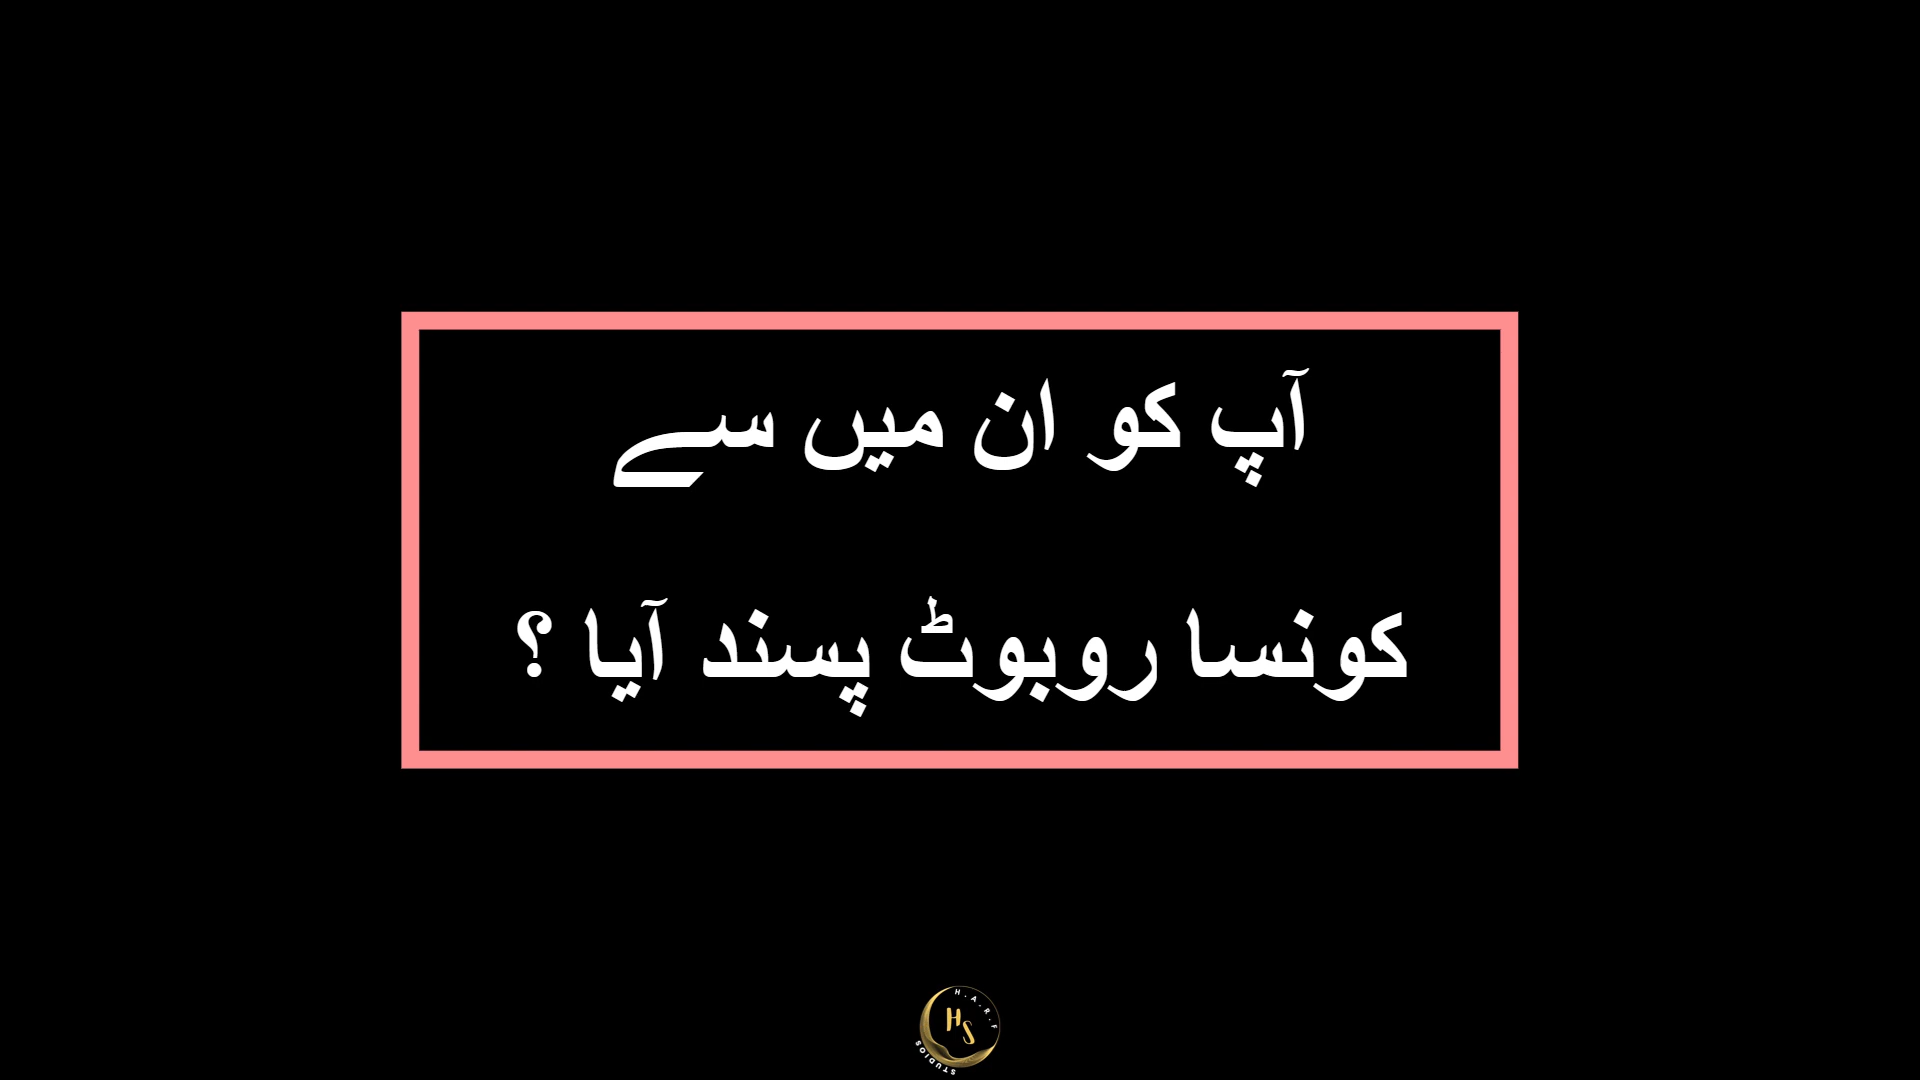 آپ کو ان میں سے
کونسا روبوٹ پسند آیا ؟
H.A.R.F
HS
STUDIOS